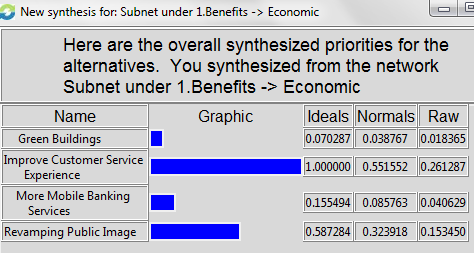 New synthesis for: Subnet under 1.Benefits -> Economic
Here are the overall synthesized priorities for the
alternatives. You synthesized from the network
Subnet under 1.Benefits -> Economic
Name Graphic Ideals Normals Raw
Green Buildings 0.070287 0.038767 0.018365
Improve Customer Service
Experience 1.000000 0.551552 0.261287
More Mobile Banking
Services 0.155494 0.085763 0.040629
Revamping Public Image 0.587284 0.323918 0.153450